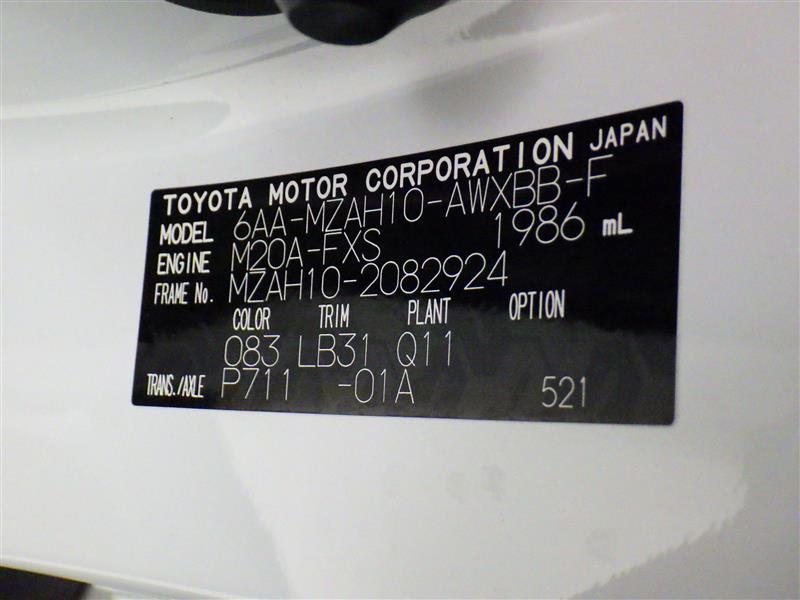 TOYOTA MOTOR CORPORATION JAPAN
MODEL 6AA-MZAH10-AWXBB-F
ENGINE M20A-FXS 1986 mL
FRAME No. MZAH10-2082924
COLOR TRIM PLANT OPTION
083 LB31 Q11
TRANS./AXLE P711 -01A 521